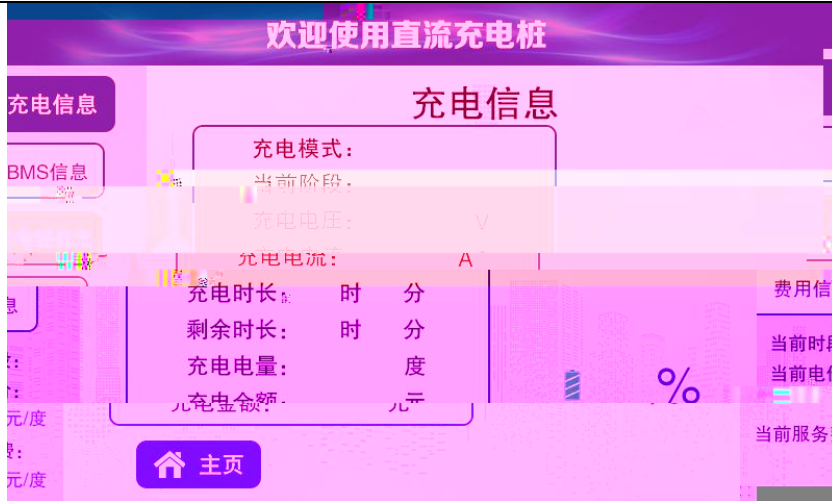 欢迎使用直流充电桩
充电信息
充电信息
充电模式：
BMS信息
当前阶段：
充电电压： V
充电电流： A
充电时长： 时 分
费用信
息
剩余时长： 时 分
当前时段
充电电量： 度
%
当前电价
充电金额： 元
元/度
当前服务
费：
主页
元/度